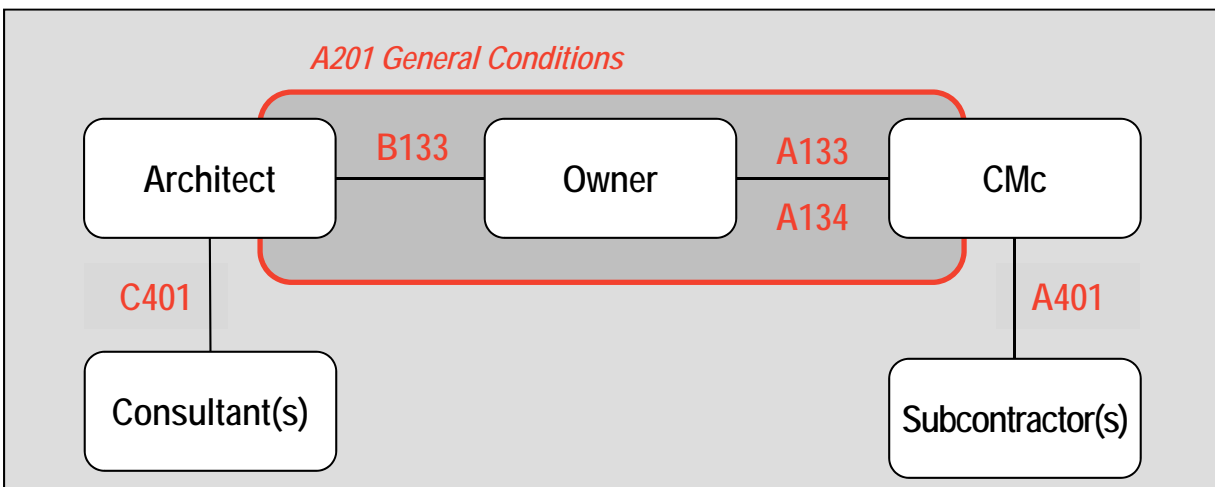 A201 General Conditions
Architect
B133
Owner
A133
A134
CMc
C401
A401
Consultant(s)
Subcontractor(s)